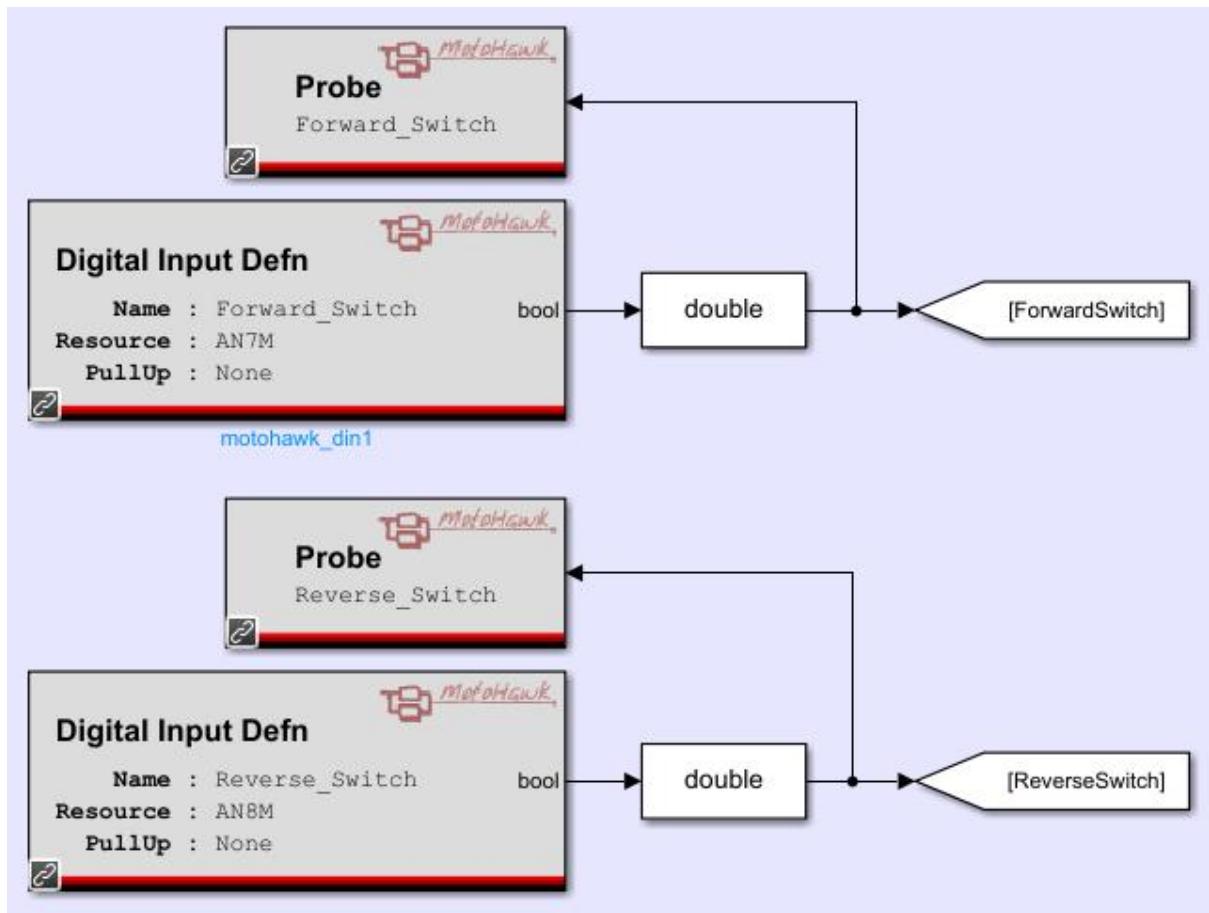 MotoHawk
Probe
Forward_Switch
MotoHawk
Digital Input Defn
Name : Forward_Switch
bool
double
[ForwardSwitch]
Resource : AN7M
PullUp : None
motohawk_din1
MotoHawk
Probe
Reverse_Switch
MotoHawk
Digital Input Defn
Name : Reverse_Switch
bool
double
[ReverseSwitch]
Resource : AN8M
PullUp : None